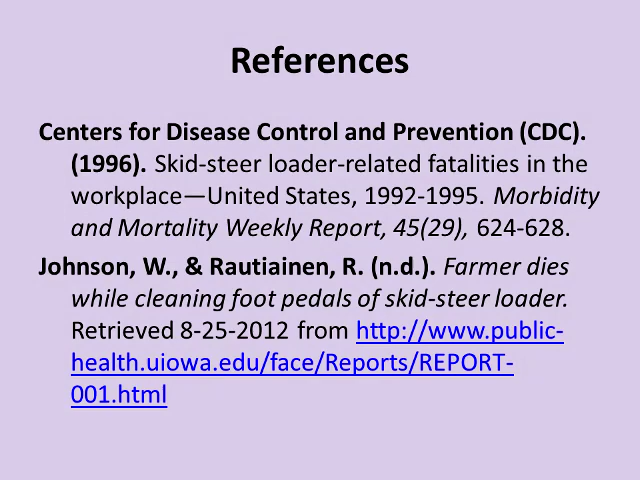 References
Centers for Disease Control and Prevention (CDC).
(1996). Skid-steer loader-related fatalities in the
workplace—United States, 1992-1995. Morbidity
and Mortality Weekly Report, 45(29), 624-628.
Johnson, W., & Rautiainen, R. (n.d.). Farmer dies
while cleaning foot pedals of skid-steer loader.
Retrieved 8-25-2012 from http://www.public-
health.uiowa.edu/face/Reports/REPORT-
001.html